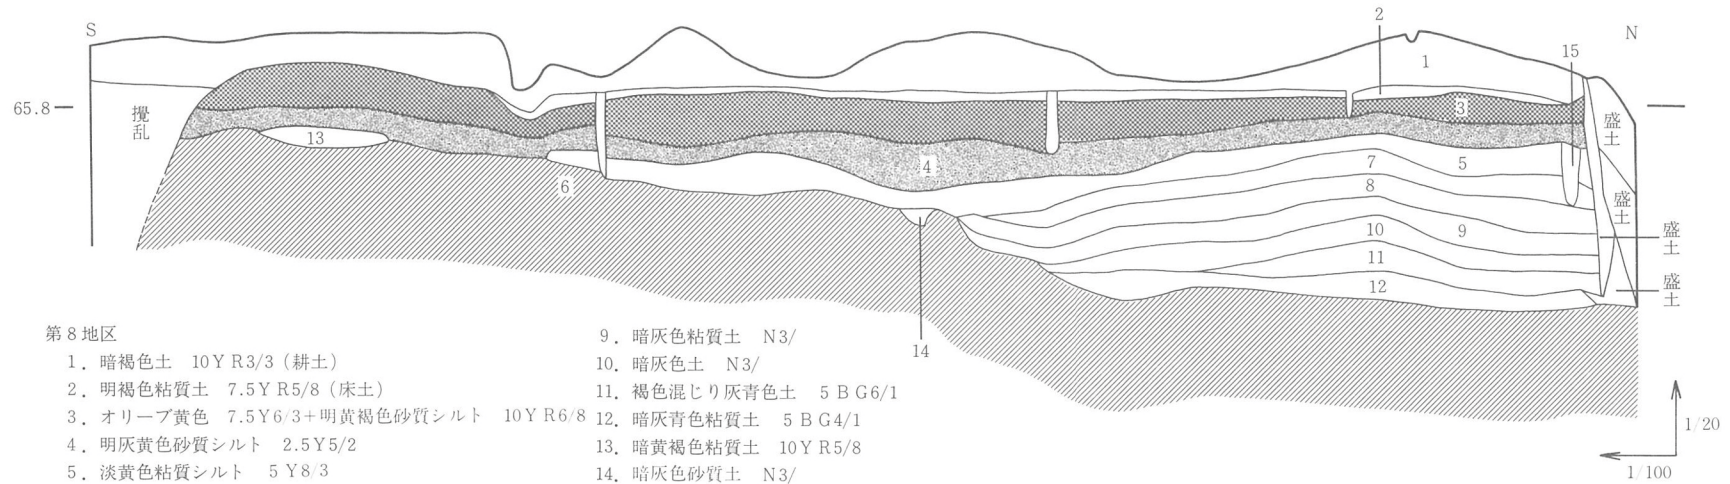 S
N
2
15
1
65.8
攪乱
3
盛土
13
4
7
5
6
8
盛土
10
9
盛土
11
12
盛土
14
第8地区
1. 暗褐色土 10YR3/3(耕土)
2. 明褐色粘質土 7.5YR5/8(床土)
3. オリーブ黄色 7.5Y6/3+明黄褐色砂質シルト 10YR6/8
4. 明灰黄色砂質シルト 2.5Y5/2
5. 淡黄色粘質シルト 5Y8/3
9. 暗灰色粘質土 N3/
10. 暗灰色土 N3/
11. 褐色混じり灰青色土 5BG6/1
12. 暗灰青色粘質土 5BG4/1
13. 暗黄褐色粘質土 10YR5/8
14. 暗灰色砂質土 N3/
1/20
1/100